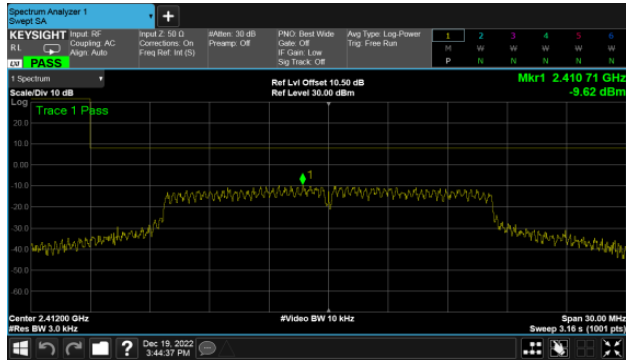 Spectrum Analyzer 1
Swept SA
+
KEYSIGHT Input: RF Input Z: 50 Ω #Atten: 30 dB PNO: Best Wide Avg Type: Log-Power 1 2 3 4 5 6
RL Coupling: AC Corrections: On Preamp: Off Gate: Off Trig: Free Run M W W W W W
Align: Auto Freq Ref: Int (S) IF Gain: Low
LXI PASS Sig Track: Off P N N N N N
1 Spectrum Ref Lvl Offset 10.50 dB Mkr1 2.410 71 GHz
Scale/Div 10 dB Ref Level 30.00 dBm -9.62 dBm
Log
Trace 1 Pass
20.0
10.0
0.00
1
-10.0
-20.0
-30.0
-40.0
-50.0
-60.0
Center 2.41200 GHz #Video BW 10 kHz Span 30.00 MHz
#Res BW 3.0 kHz Sweep 3.16 s (1001 pts)
? Dec 19, 2022
3:44:37 PM